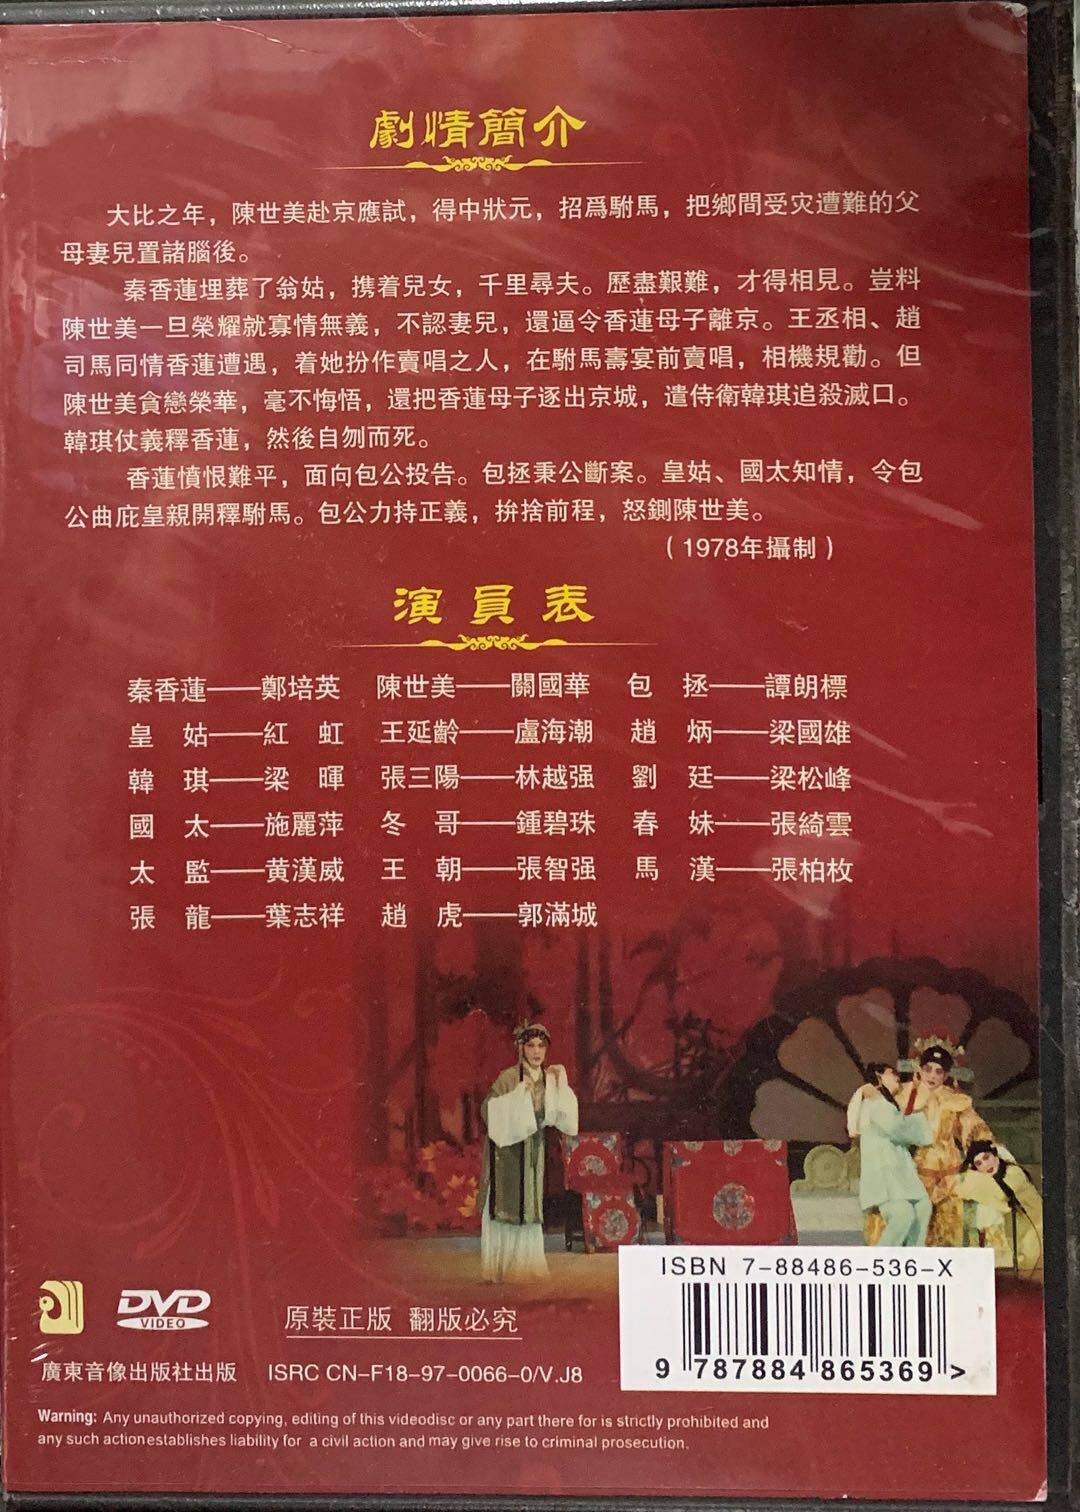 劇情簡介
大比之年，陳世美赴京應試，得中狀元，招爲駙馬，把鄉間受灾遭難的父
母妻兒置諸腦後。
秦香蓮埋葬了翁姑，携着兒女，千里尋夫。歷盡艱難，才得相見。豈料
陳世美一旦榮耀就寡情無義，不認妻兒，還逼令香蓮母子離京。王丞相、趙
司馬同情香蓮遭遇，着她扮作賣唱之人，在駙馬壽宴前賣唱，相機規勸。但
陳世美貪戀榮華，毫不悔悟，還把香蓮母子逐出京城，遣侍衛韓琪追殺滅口。
韓琪仗義釋香蓮，然後自刎而死。
香蓮憤恨難平，面向包公投告。包拯秉公斷案。皇姑、國太知情，令包
公曲庇皇親開釋駙馬。包公力持正義，拚捨前程，怒鍘陳世美。
（1978年攝制）
演員表
秦香蓮——鄭培英 陳世美——關國華 包 拯——譚朗標
皇 姑——紅 虹 王延齡——盧海潮 趙 炳——梁國雄
韓 琪——梁 暉 張三陽——林越强 劉 廷——梁松峰
國 太——施麗萍 冬 哥——鍾碧珠 春 妹——張綺雲
太 監——黄漢威 王 朝——張智强 馬 漢——張柏枚
張 龍——葉志祥 趙 虎——郭滿城
ISBN 7-88486-536-X
9 787884 865369 >
DVD
VIDEO
原裝正版 翻版必究
廣東音像出版社出版 ISRC CN-F18-97-0066-0/V.J8
Warning: Any unauthorized copying, editing of this videodisc or any part there for is strictly prohibited and
any such actionestablishes liability for a civil action and may give rise to criminal prosecution.